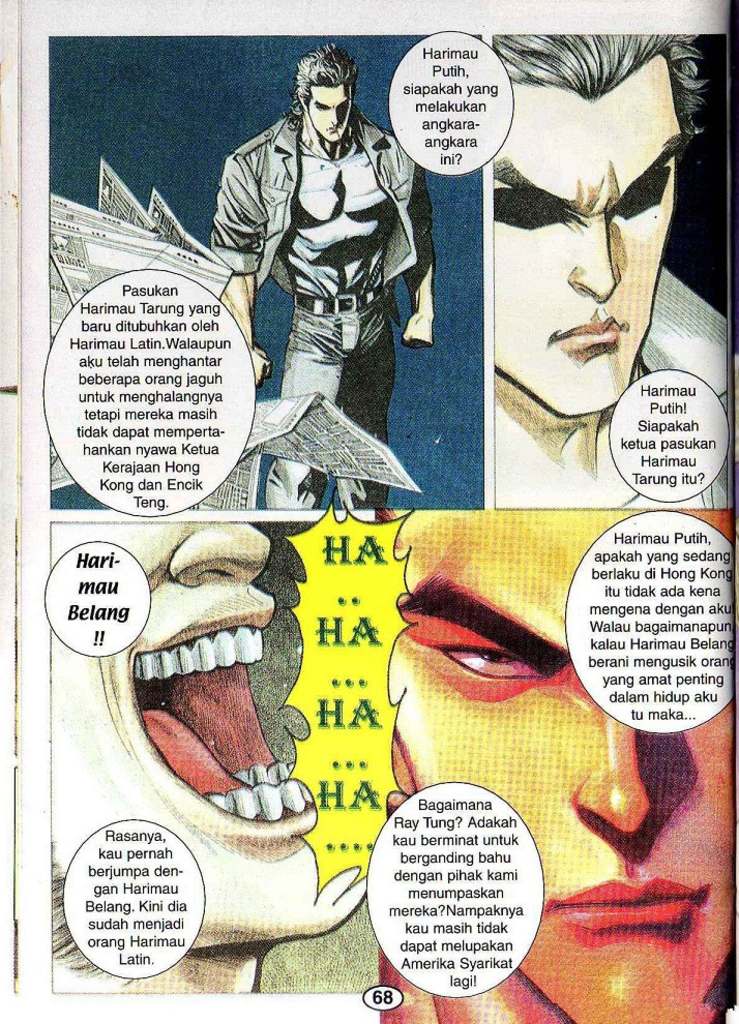 Harimau
Putih,
siapakah yang
melakukan
angkara-
angkara
ini?
Pasukan
Harimau Tarung yang
baru ditubuhkan oleh
Harimau Latin.Walaupun
aku telah menghantar
beberapa orang jaguh
untuk menghalangnya
tetapi mereka masih
tidak dapat memperta-
hankan nyawa Ketua
Kerajaan Hong
Kong dan Encik
Teng.
Harimau
Putih!
Siapakah
ketua pasukan
Harimau
Tarung itu?
Hari-
mau
Belang
!!
HA
..
HA
...
HA
...
HA
....
Rasanya,
kau pernah
berjumpa den-
gan Harimau
Belang. Kini dia
sudah menjadi
orang Harimau
Latin.
Harimau Putih,
apakah yang sedang
berlaku di Hong Kong
itu tidak ada kena
mengena dengan aku
Walau bagaimanapun,
kalau Harimau Belang
berani mengusik orang
yang amat penting
dalam hidup aku
tu maka...
Bagaimana
Ray Tung? Adakah
kau berminat untuk
berganding bahu
dengan pihak kami
menumpaskan
mereka?Nampaknya
kau masih tidak
dapat melupakan
Amerika Syarikat
lagi!
68